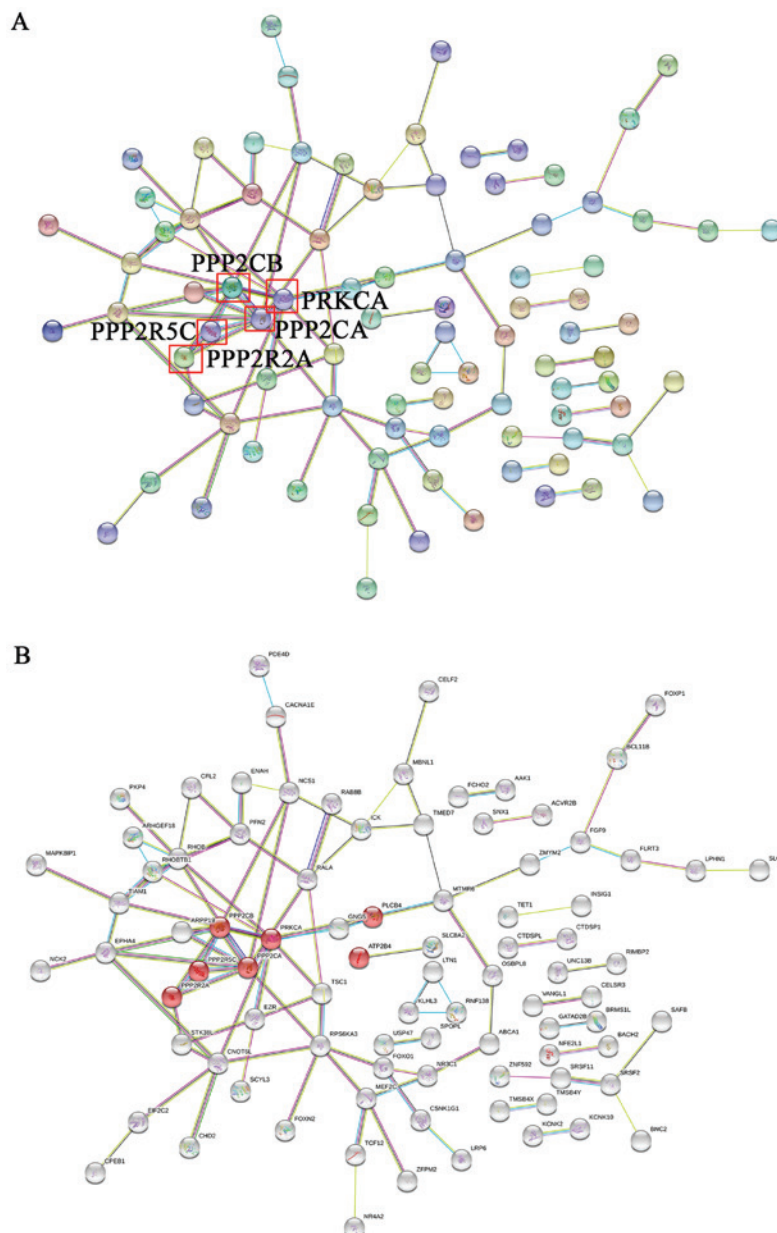 A
PPP2CB
PRKCA
PPP2R5C
PPP2CA
PPP2R2A
B
PDE4D
CELF2
CACNA1E
FOXP1
BCL11B
CFL2
ENAH
NCS1
MBNL1
FCHO2
AAK1
PKP4
RAB8B
ARHGEF18
RHOB
PFN2
ICK
TMED7
SNX1
ACVR2B
FGF9
MAPK8IP1
RHOBTB1
ZMYM2
FLRT3
LPHN1
SL
TIAM1
RALA
PLCB4
MTMR6
TET1
INSIG1
ARPP19
PPP2CB
PRKCA
GNG5
EPHA4
ATP2B4
SLC8A2
CTDSPL
CTDSP1
NCK2
PPP2R5C
PPP2CA
LTN1
OSBPL8
UNC13B
RIMBP2
PPP2R2A
TSC1
VANGL1
CELSR3
EZR
KLHL3
RNF138
GATAD2B
BRMS1L
SAFB
STK38L
RPS6KA3
USP47
SPOPL
ABCA1
NFE2L1
BACH2
CNOT6L
FOXO1
NR3C1
ZNF592
SRSF11
SRSF2
SCYL3
MEF2C
EIF2C2
FOXN2
CSNK1G1
TMSB4X
TMSB4Y
CHD2
KCNK2
KCNK10
BNC2
CPEB1
TCF12
ZFPM2
LRP6
NR4A2